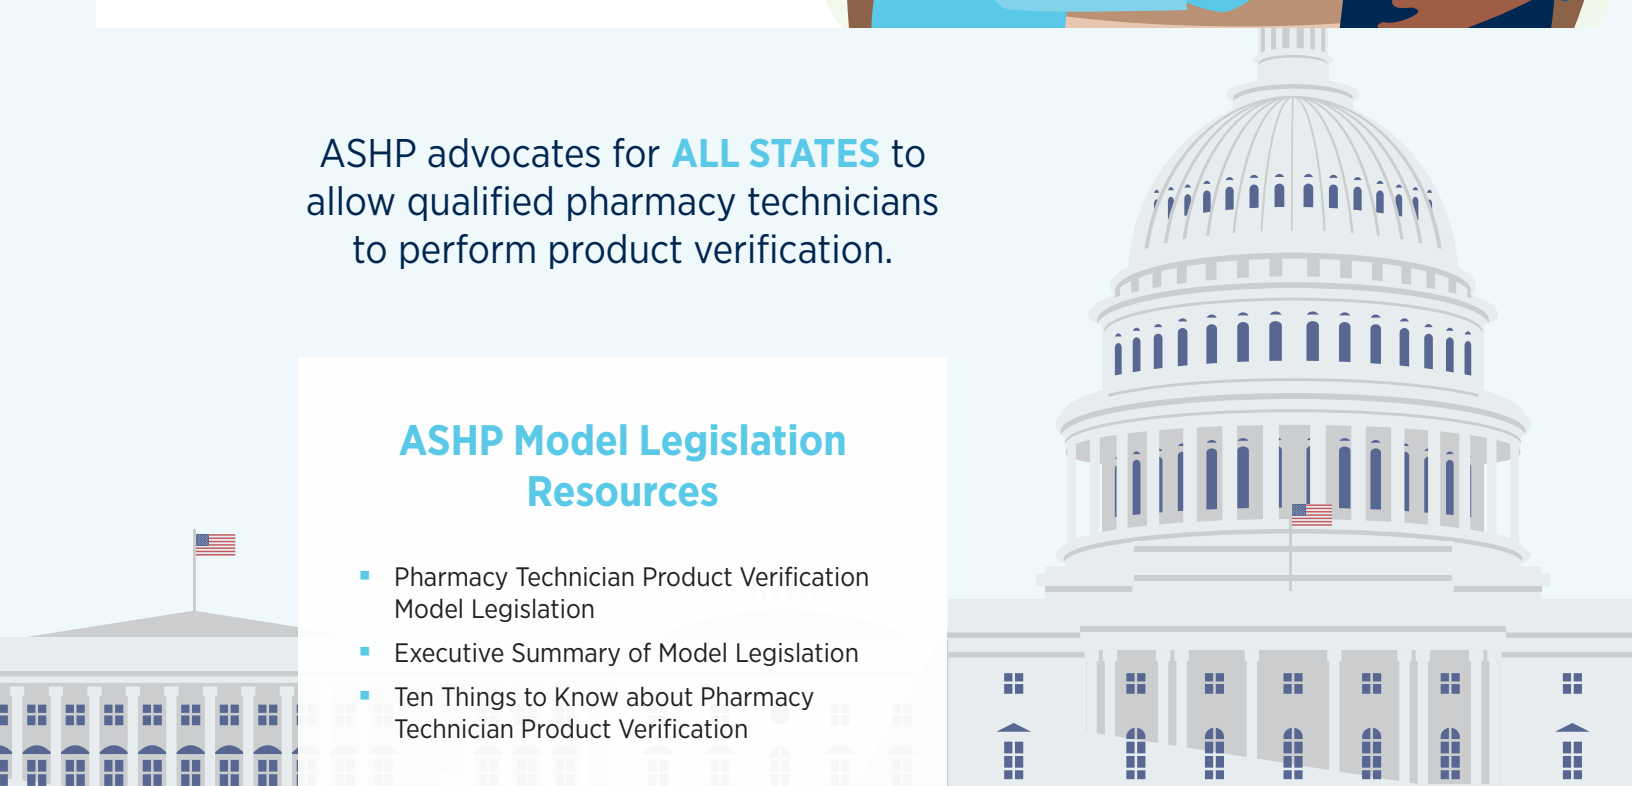 ASHP advocates for ALL STATES to
allow qualified pharmacy technicians
to perform product verification.
ASHP Model Legislation
Resources
Pharmacy Technician Product Verification
Model Legislation
Executive Summary of Model Legislation
Ten Things to Know about Pharmacy
Technician Product Verification